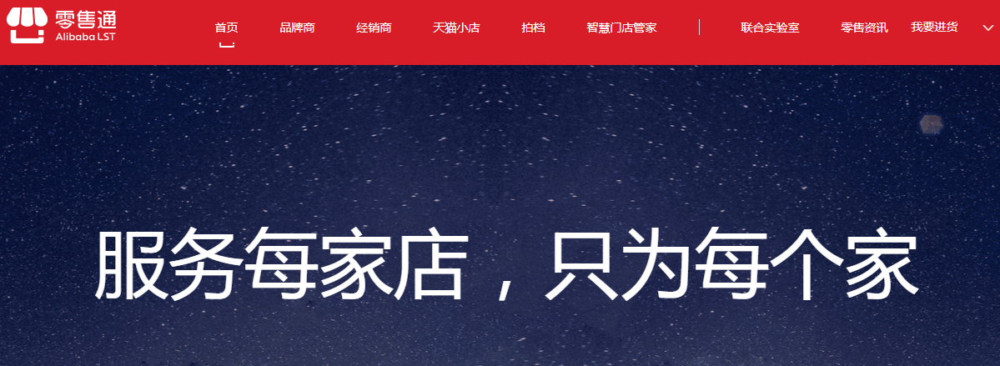 零售通
Alibaba LST
首页 品牌商 经销商 天猫小店 拍档 智慧门店管家 联合实验室 零售资讯 我要进货
服务每家店，只为每个家